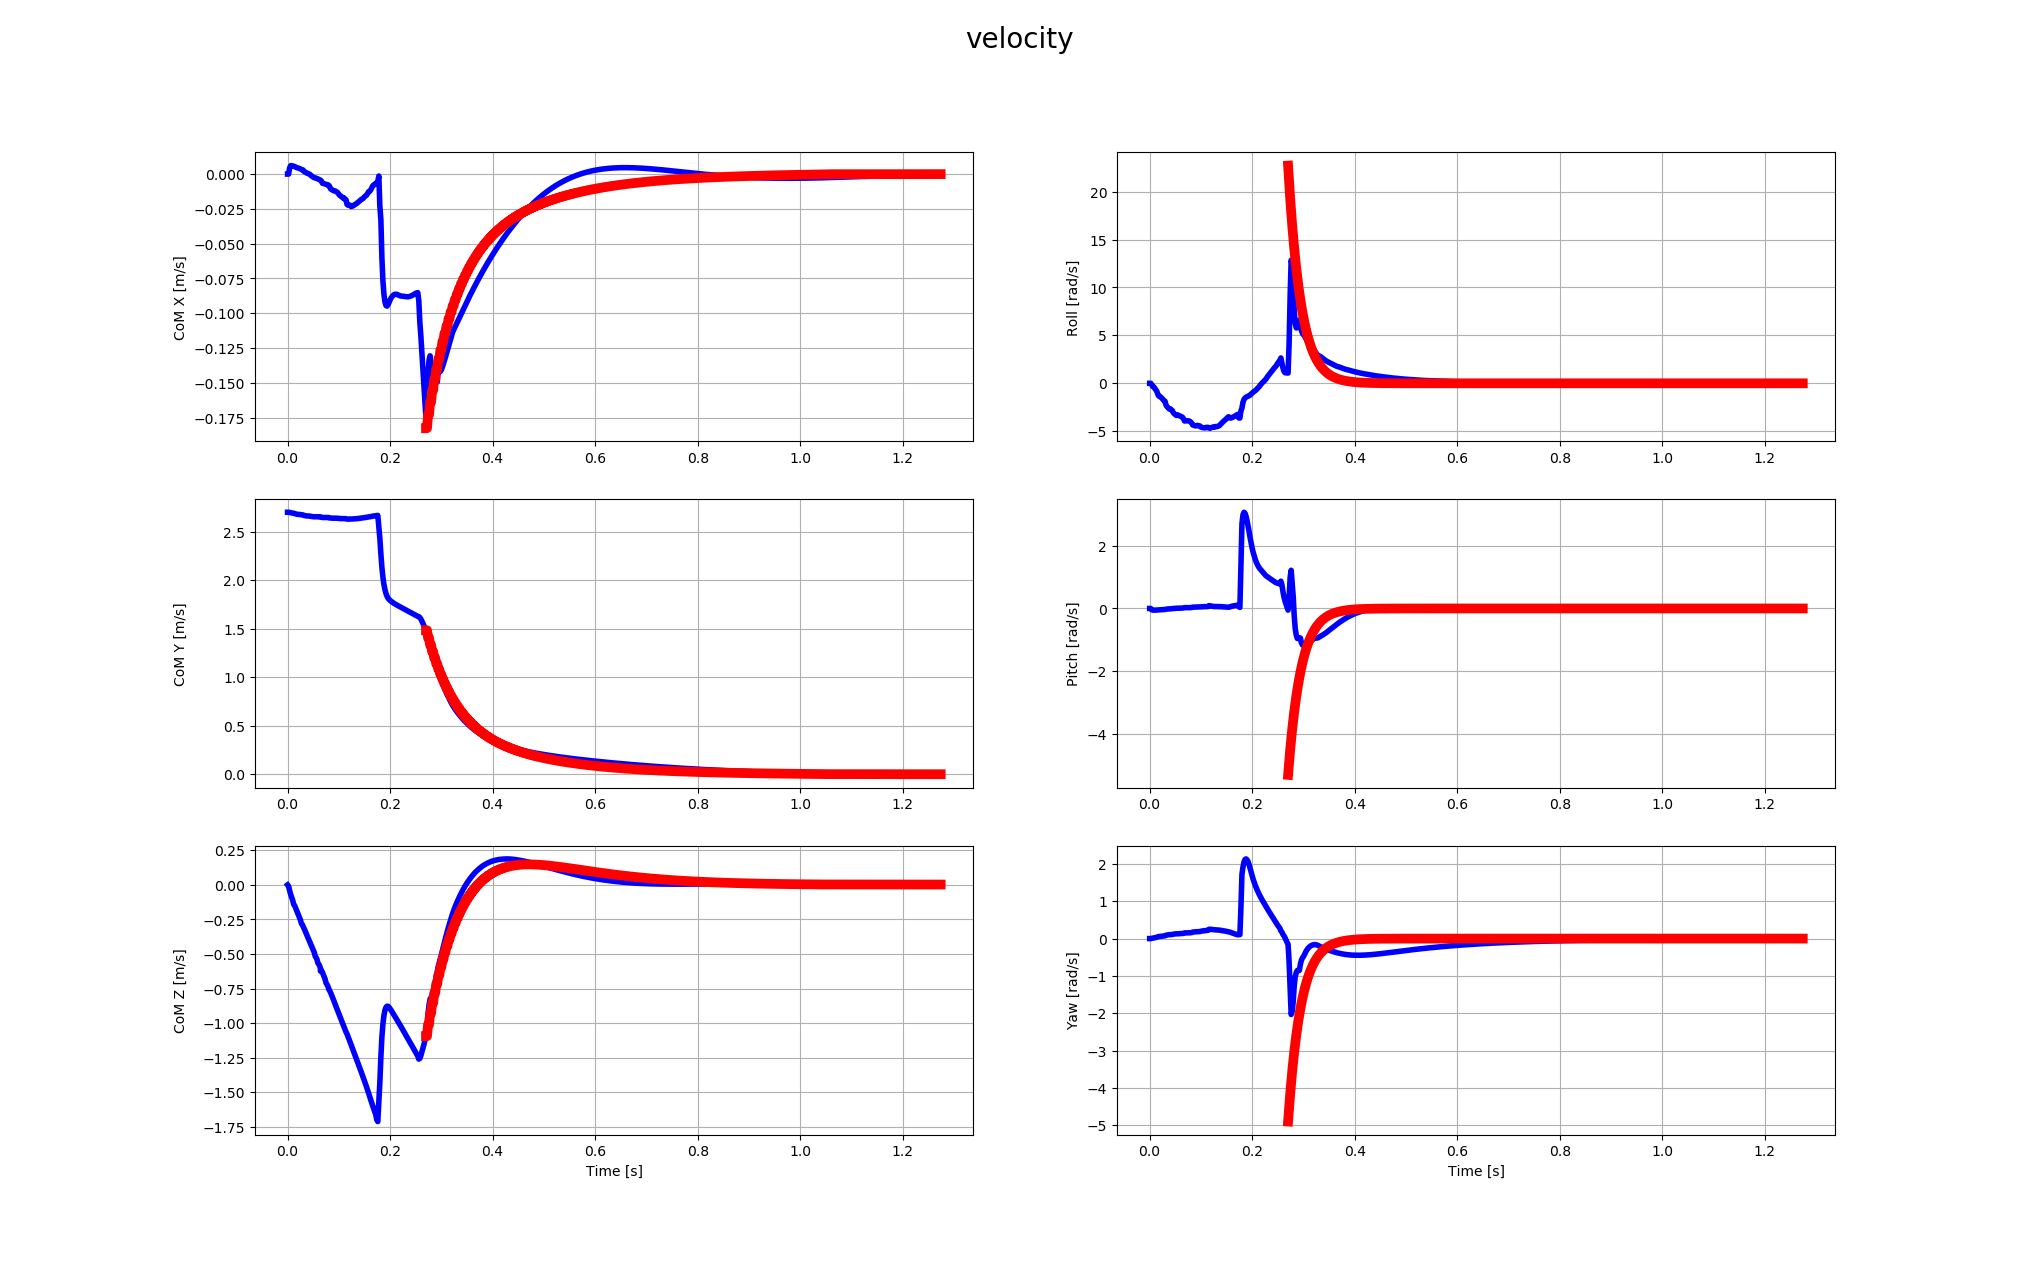 velocity
CoM X [m/s]
0.000
−0.025
−0.050
−0.075
−0.100
−0.125
−0.150
−0.175
0.0 0.2 0.4 0.6 0.8 1.0 1.2
Roll [rad/s]
20
15
10
5
0
−5
0.0 0.2 0.4 0.6 0.8 1.0 1.2
CoM Y [m/s]
2.5
2.0
1.5
1.0
0.5
0.0
0.0 0.2 0.4 0.6 0.8 1.0 1.2
Pitch [rad/s]
2
0
−2
−4
0.0 0.2 0.4 0.6 0.8 1.0 1.2
CoM Z [m/s]
0.25
0.00
−0.25
−0.50
−0.75
−1.00
−1.25
−1.50
−1.75
0.0 0.2 0.4 0.6 0.8 1.0 1.2
Time [s]
Yaw [rad/s]
2
1
0
−1
−2
−3
−4
−5
0.0 0.2 0.4 0.6 0.8 1.0 1.2
Time [s]